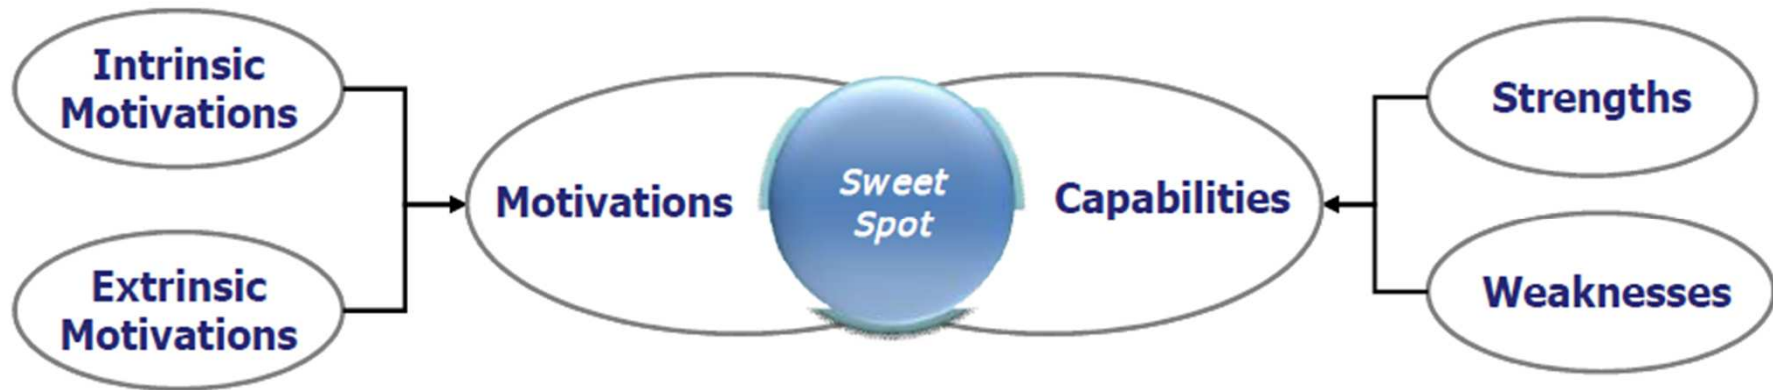 Intrinsic
Motivations
Extrinsic
Motivations
Motivations
Sweet
Spot
Capabilities
Strengths
Weaknesses